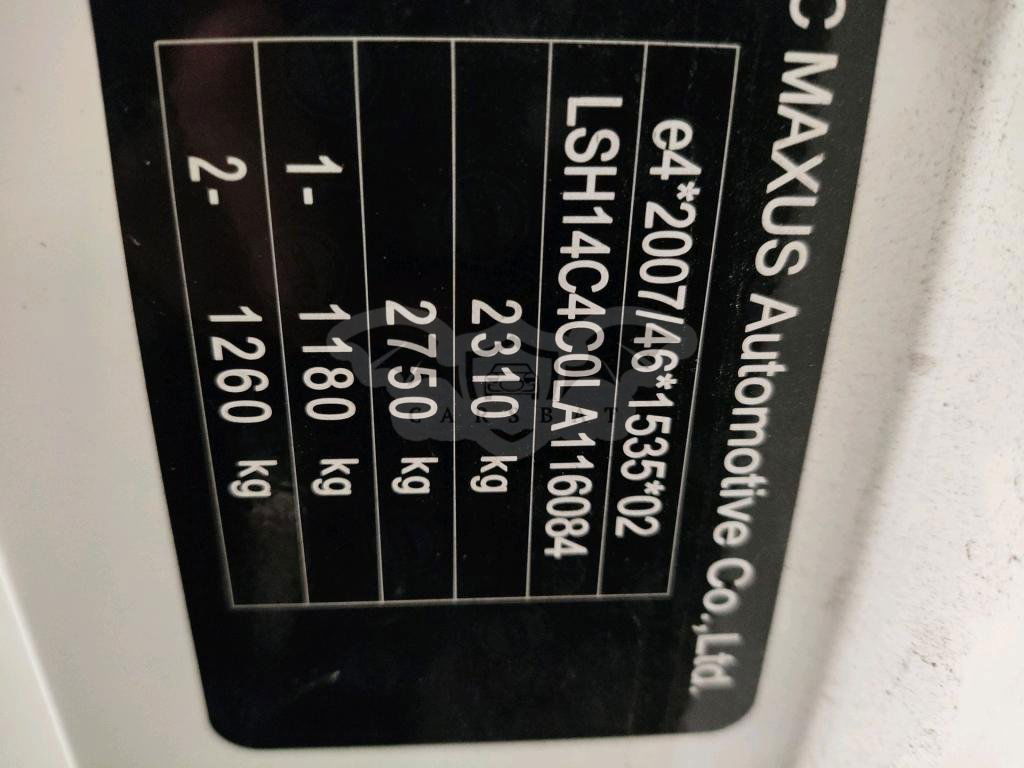 C MAXUS Automotive Co.,Ltd.
e4*2007/46*1535*02
LSH14C4C0LA116084
2310 kg
2750 kg
1- 1180 kg
2- 1260 kg
CARSBAT